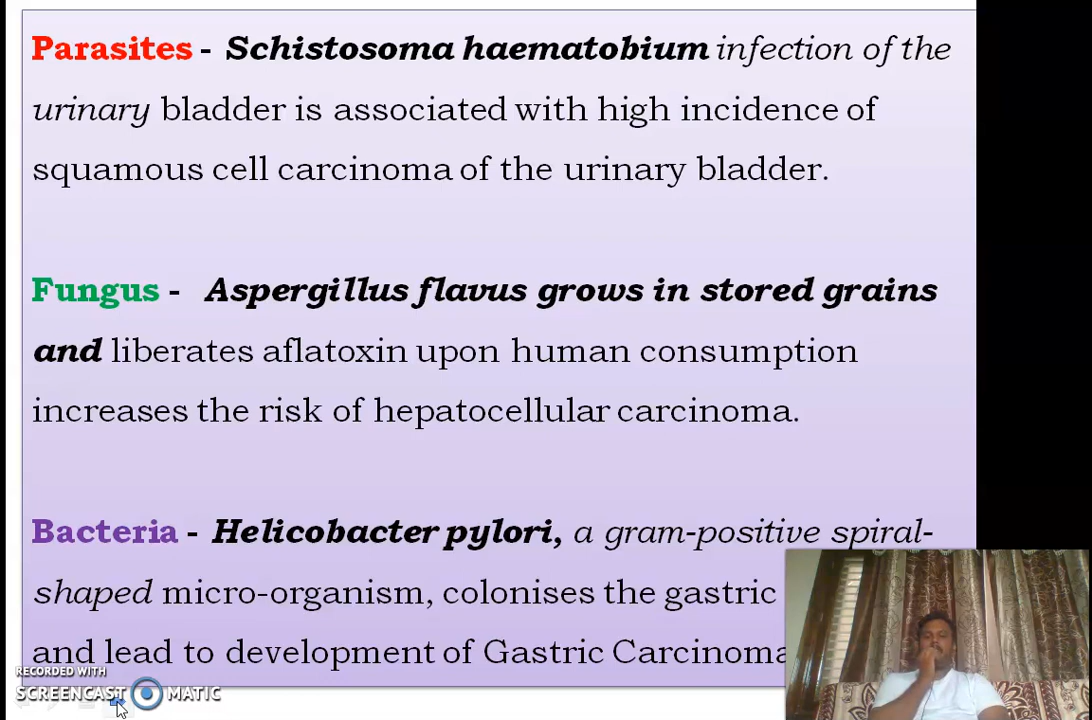 Parasites - Schistosoma haematobium infection of the
urinary bladder is associated with high incidence of
squamous cell carcinoma of the urinary bladder.
Fungus - Aspergillus flavus grows in stored grains
and liberates aflatoxin upon human consumption
increases the risk of hepatocellular carcinoma.
Bacteria - Helicobacter pylori, a gram-positive spiral-
shaped micro-organism, colonises the gastric
and lead to development of Gastric Carcinoma
RECORDED WITH
SCREENCAST MATIC